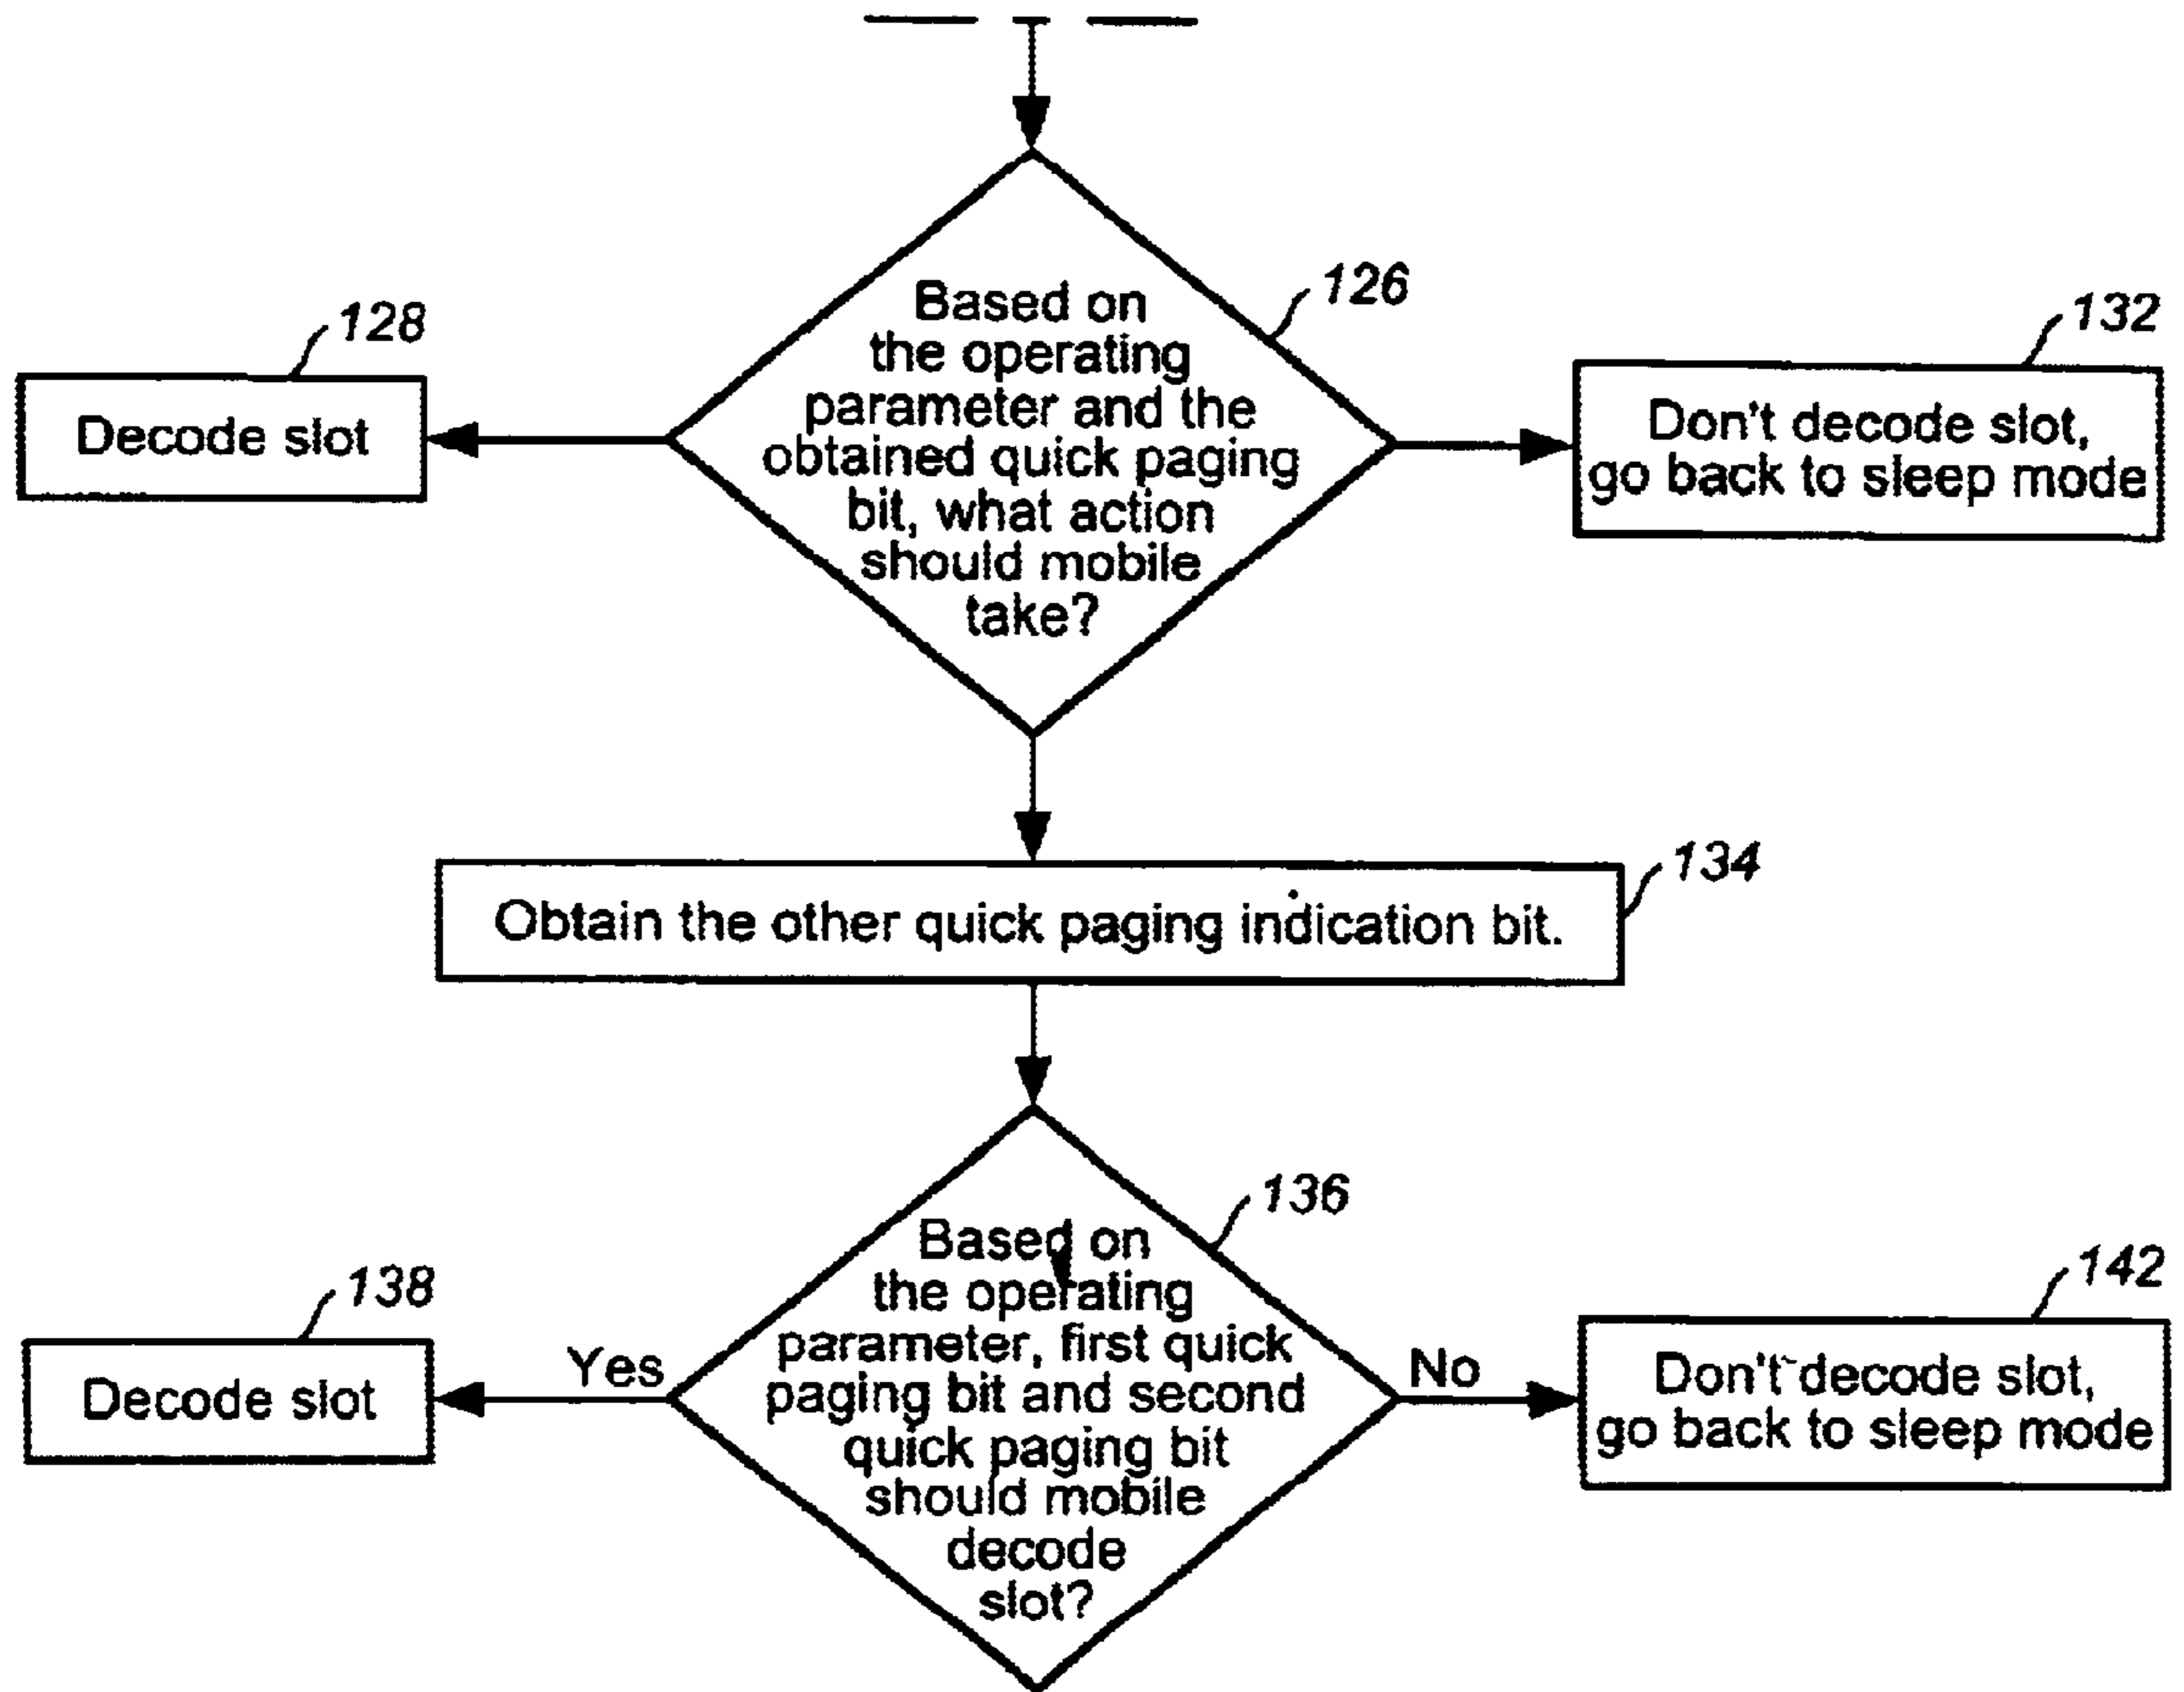 126
Based on
the operating
parameter and the
obtained quick paging
bit, what action
should mobile
take?
128
Decode slot
132
Don't decode slot,
go back to sleep mode
134
Obtain the other quick paging indication bit.
136
Based on
the operating
parameter, first quick
paging bit and second
quick paging bit
should mobile
decode
slot?
138
Yes
Decode slot
No
142
Don't decode slot,
go back to sleep mode